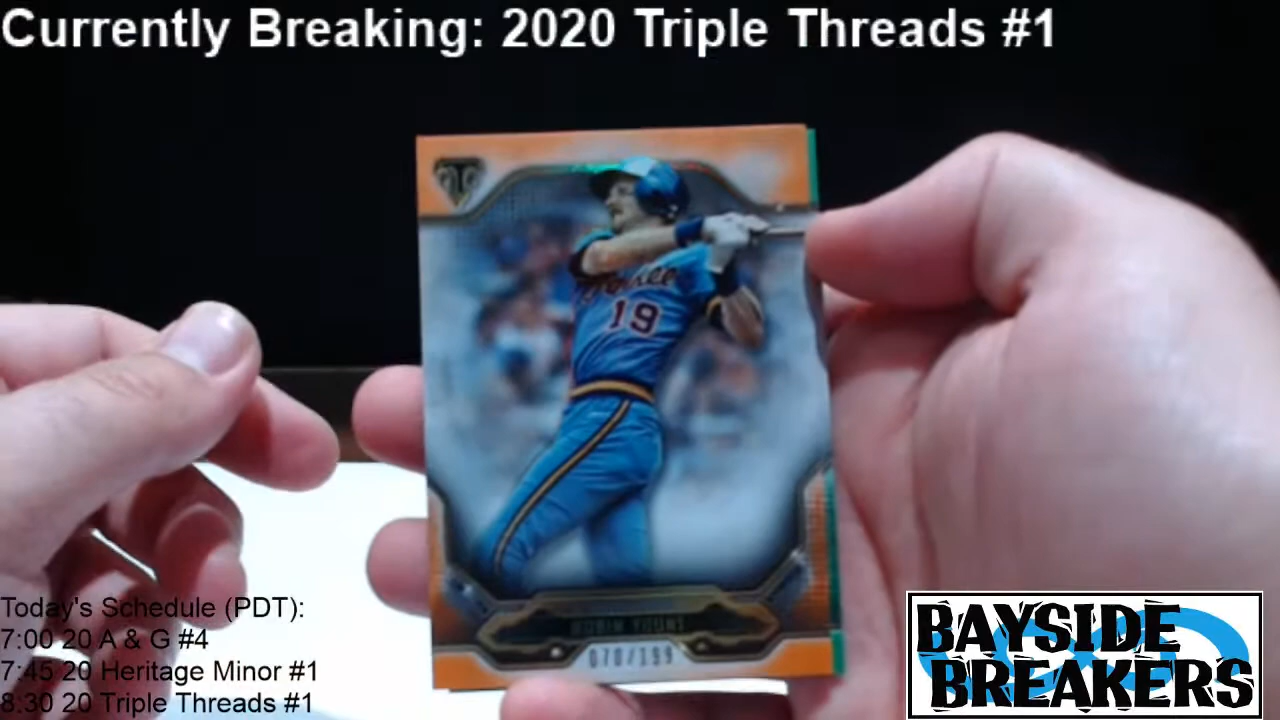 Currently Breaking: 2020 Triple Threads #1
19
ROBIN YOUNT
070/199
Today's Schedule (PDT):
7:00 20 A & G #4
7:45 20 Heritage Minor #1
8:30 20 Triple Threads #1
BAYSIDE
BREAKERS